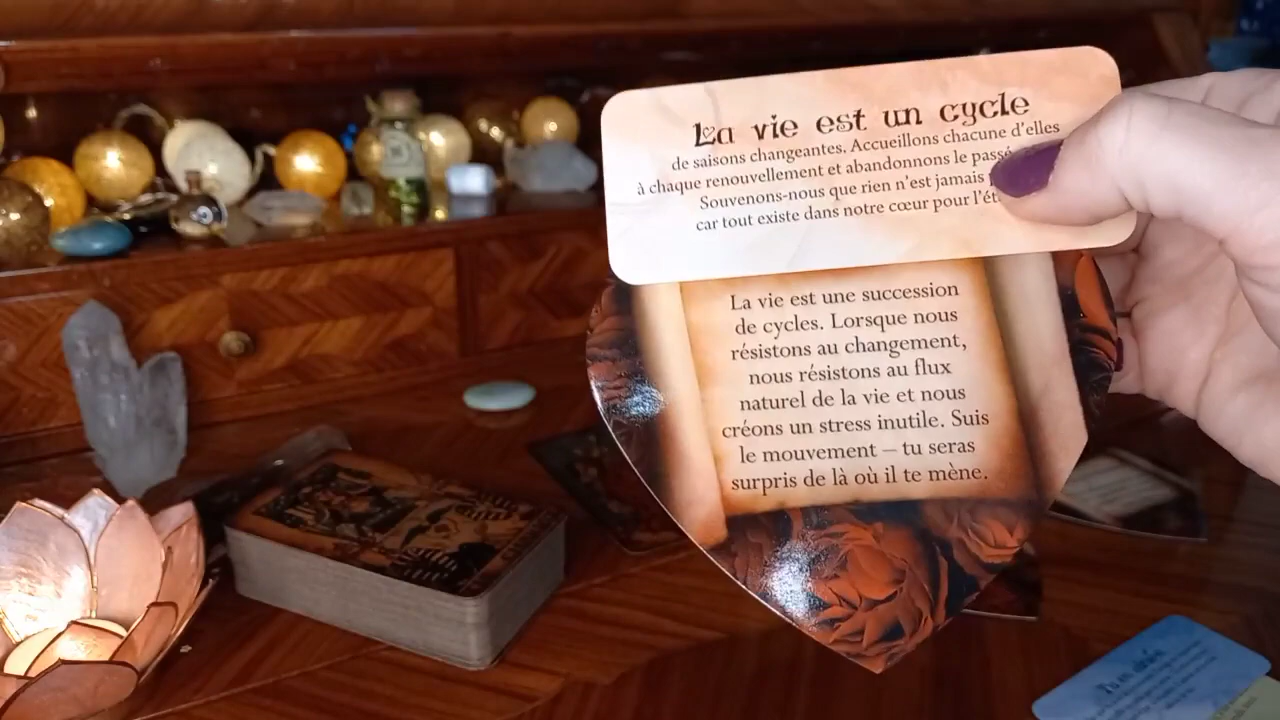 La vie est un cycle
de saisons changeantes. Accueillons chacune d'elles
à chaque renouvellement et abandonnons le passé
Souvenons-nous que rien n'est jamais
car tout existe dans notre cœur pour
La vie est une succession
de cycles. Lorsque nous
résistons au changement,
nous résistons au flux
naturel de la vie et nous
créons un stress inutile. Suis
le mouvement – tu seras
surpris de là où il te mène.